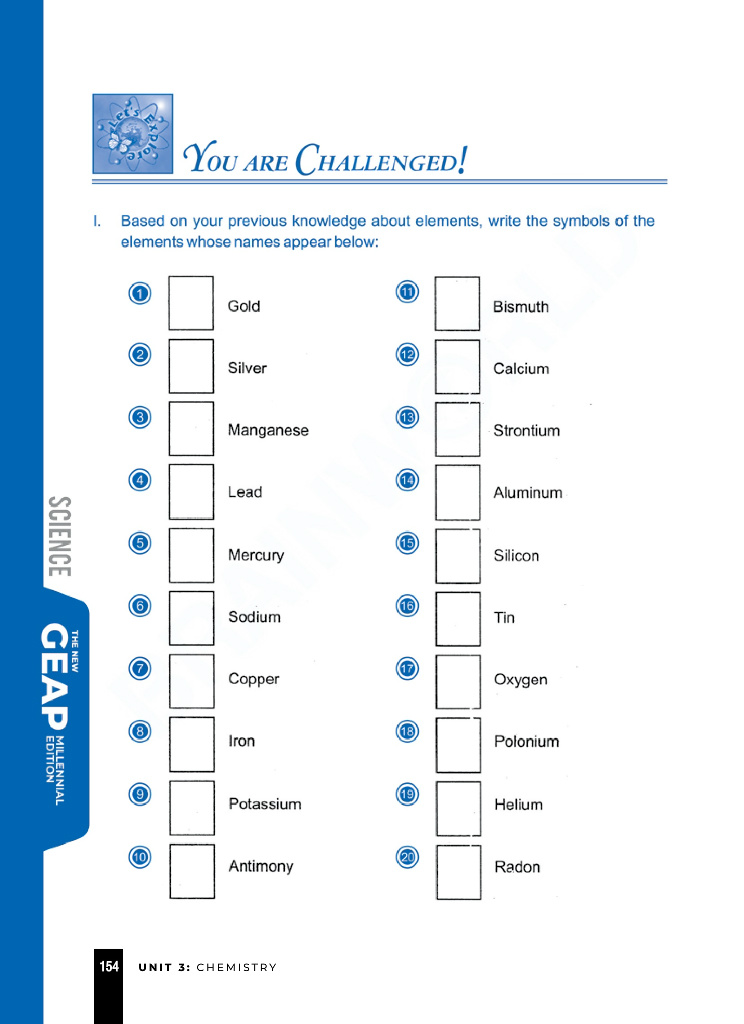 Let's Explore
YOU ARE CHALLENGED!
I. Based on your previous knowledge about elements, write the symbols of the
elements whose names appear below:
1 Gold
2 Silver
3 Manganese
4 Lead
5 Mercury
6 Sodium
7 Copper
8 Iron
9 Potassium
10 Antimony
11 Bismuth
12 Calcium
13 Strontium
14 Aluminum
15 Silicon
16 Tin
17 Oxygen
18 Polonium
19 Helium
20 Radon
SCIENCE
THE NEW
GEAP
MILLENNIAL
EDITION
154 UNIT 3: CHEMISTRY